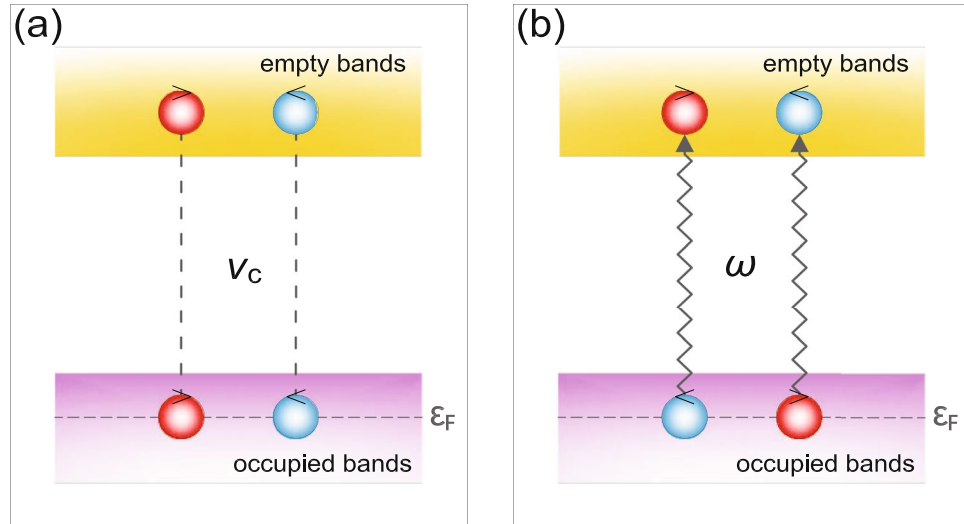 (a)
empty bands
v_c
ε_F
occupied bands
(b)
empty bands
ω
ε_F
occupied bands